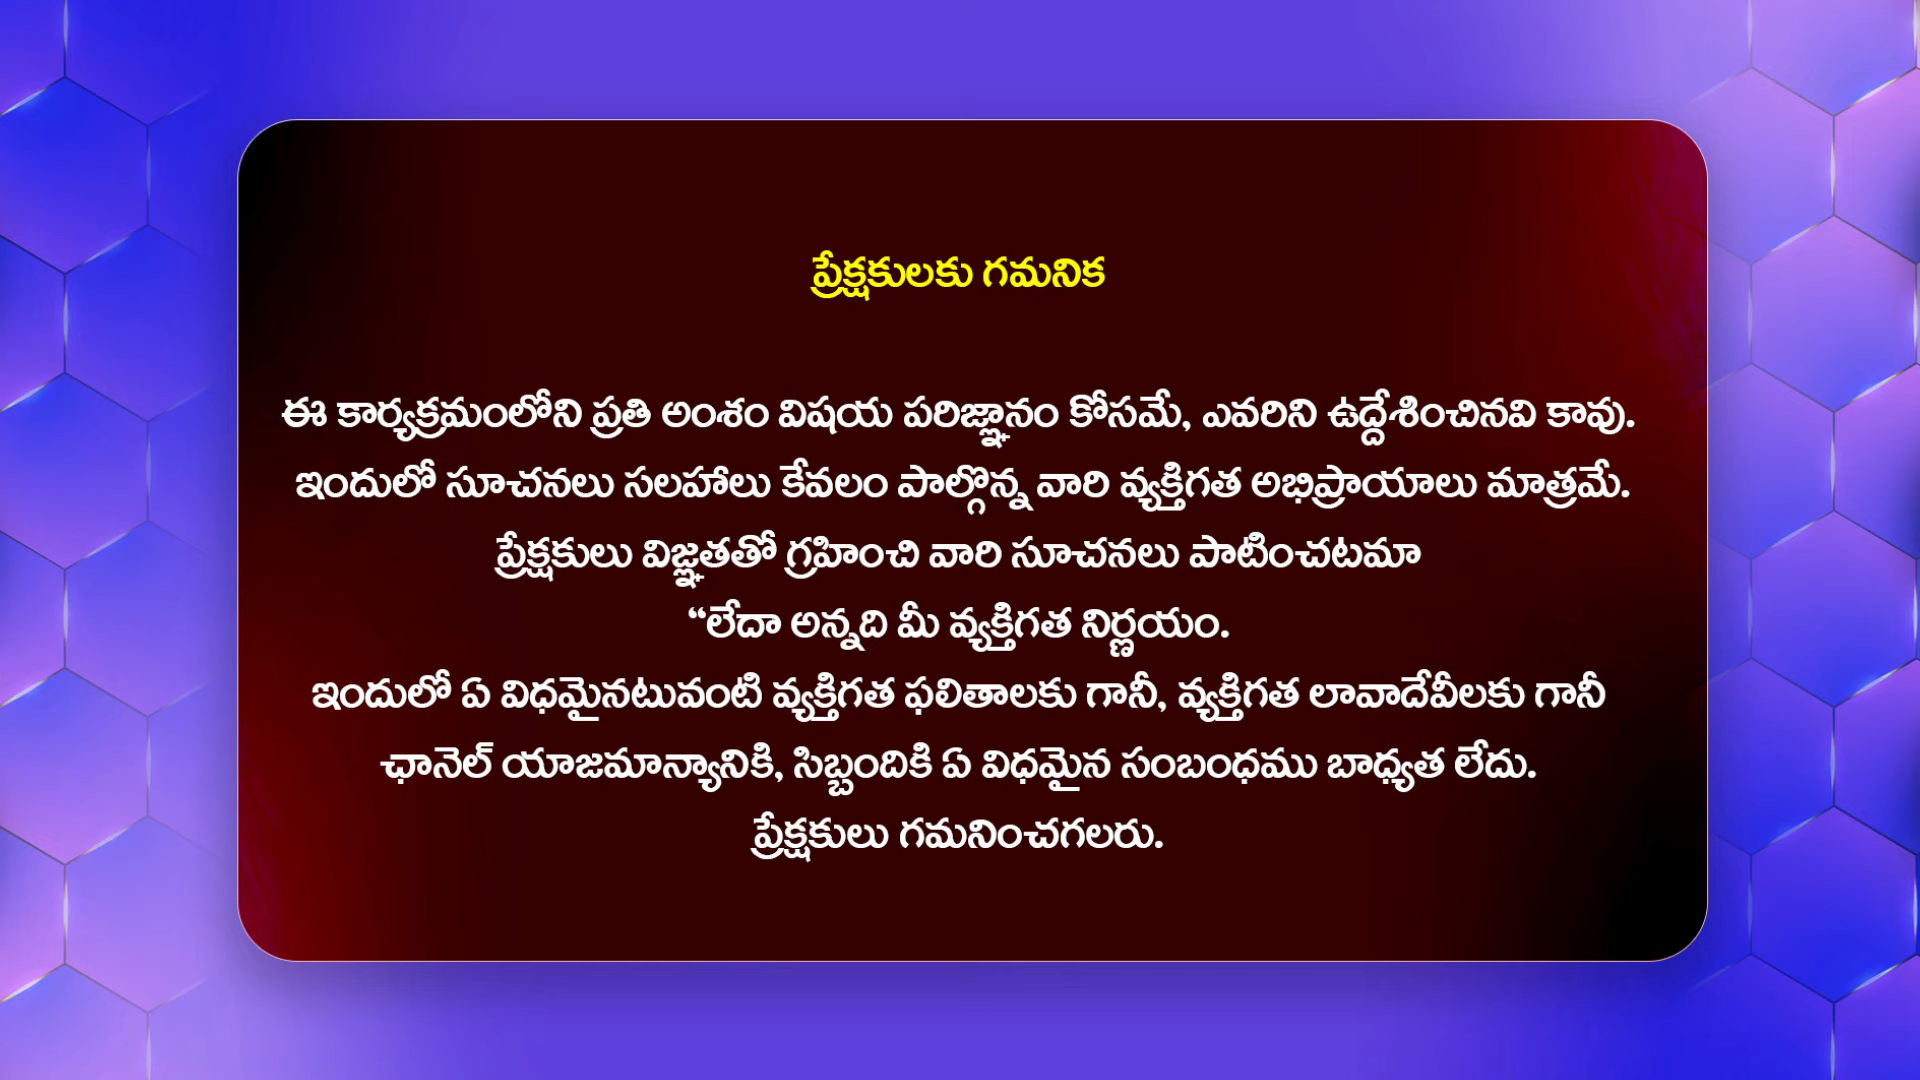 ప్రేక్షకులకు గమనిక
ఈ కార్యక్రమంలోని ప్రతి అంశం విషయ పరిజ్ఞానం కోసమే, ఎవరిని ఉద్దేశించినవి కావు.
ఇందులో సూచనలు సలహాలు కేవలం పాల్గొన్న వారి వ్యక్తిగత అభిప్రాయాలు మాత్రమే.
ప్రేక్షకులు విజ్ఞతతో గ్రహించి వారి సూచనలు పాటించటమా
“లేదా అన్నది మీ వ్యక్తిగత నిర్ణయం.
ఇందులో ఏ విధమైనటువంటి వ్యక్తిగత ఫలితాలకు గానీ, వ్యక్తిగత లావాదేవీలకు గానీ
ఛానెల్ యాజమాన్యానికి, సిబ్బందికి ఏ విధమైన సంబంధము బాధ్యత లేదు.
ప్రేక్షకులు గమనించగలరు.